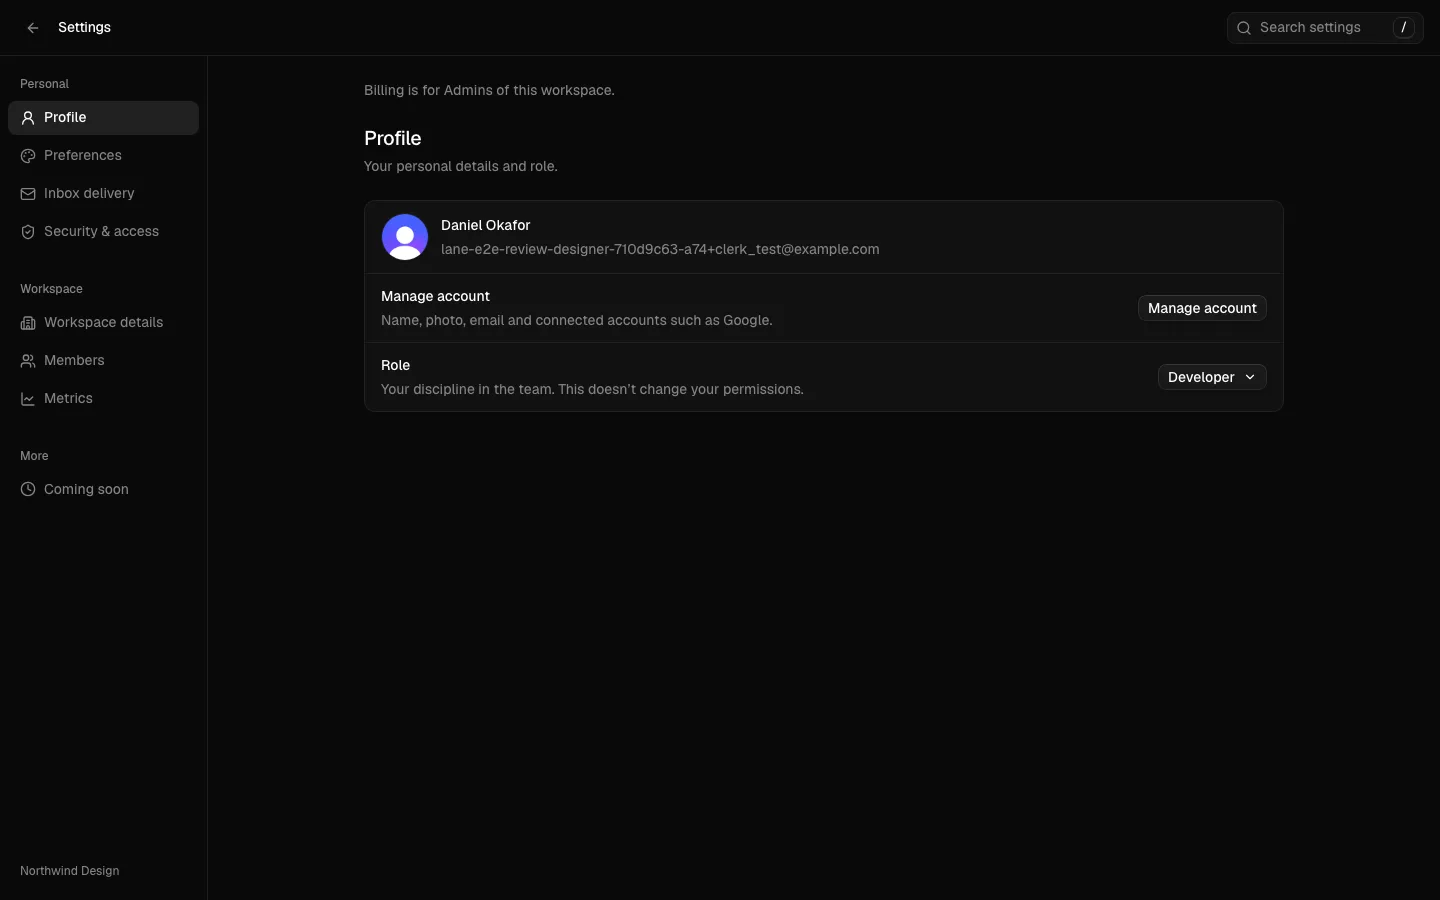 Settings
Search settings
/
Personal
Profile
Preferences
Inbox delivery
Security & access
Workspace
Workspace details
Members
Metrics
More
Coming soon
Northwind Design
Billing is for Admins of this workspace.
Profile
Your personal details and role.
Daniel Okafor
lane-e2e-review-designer-710d9c63-a74+clerk_test@example.com
Manage account
Name, photo, email and connected accounts such as Google.
Manage account
Role
Your discipline in the team. This doesn’t change your permissions.
Developer